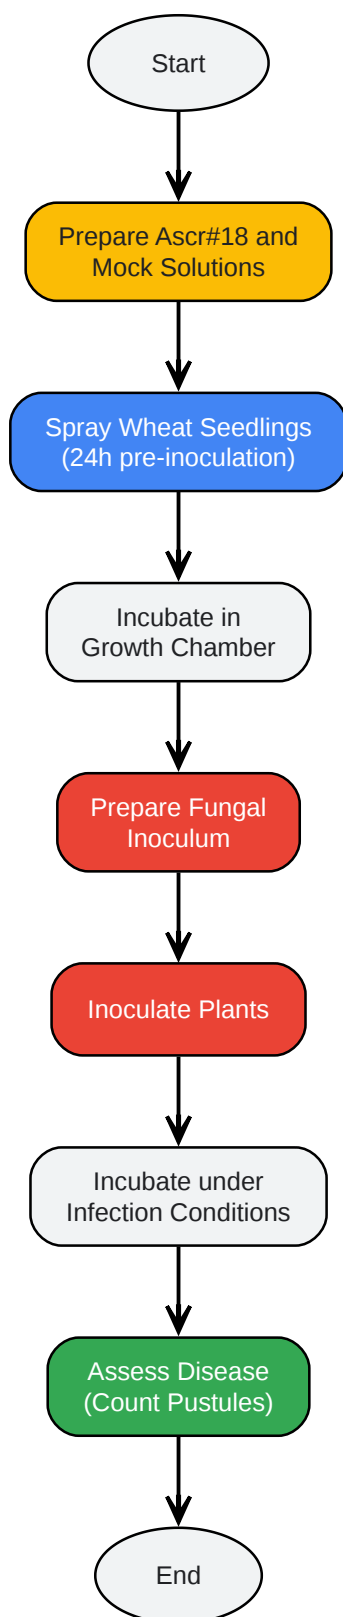 Start
Prepare Ascr#18 and
Mock Solutions
Spray Wheat Seedlings
(24h pre-inoculation)
Incubate in
Growth Chamber
Prepare Fungal
Inoculum
Inoculate Plants
Incubate under
Infection Conditions
Assess Disease
(Count Pustules)
End